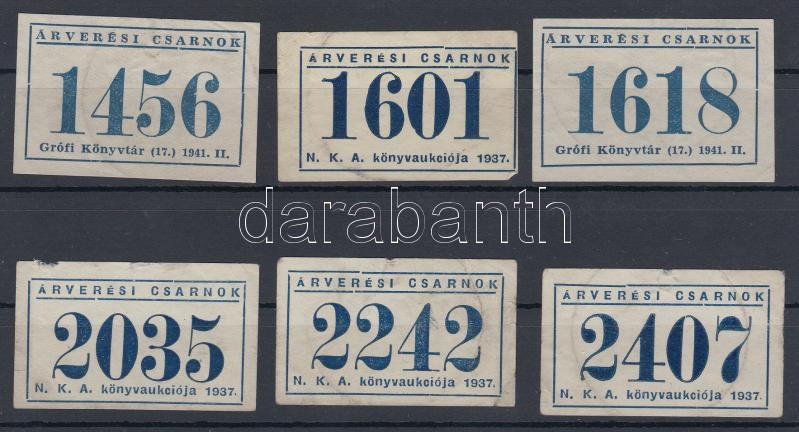 ÁRVERÉSI CSARNOK
1456
Grófi Könyvtár (17.) 1941. II.
ÁRVERÉSI CSARNOK
1601
N. K. A. könyvaukciója 1937.
ÁRVERÉSI CSARNOK
1618
Grófi Könyvtár (17.) 1941. II.
darabanth
ÁRVERÉSI CSARNOK
2035
N. K. A. könyvaukciója 1937.
ÁRVERÉSI CSARNOK
2242
N. K. A. könyvaukciója 1937.
ÁRVERÉSI CSARNOK
2407
N. K. A. könyvaukciója 1937.